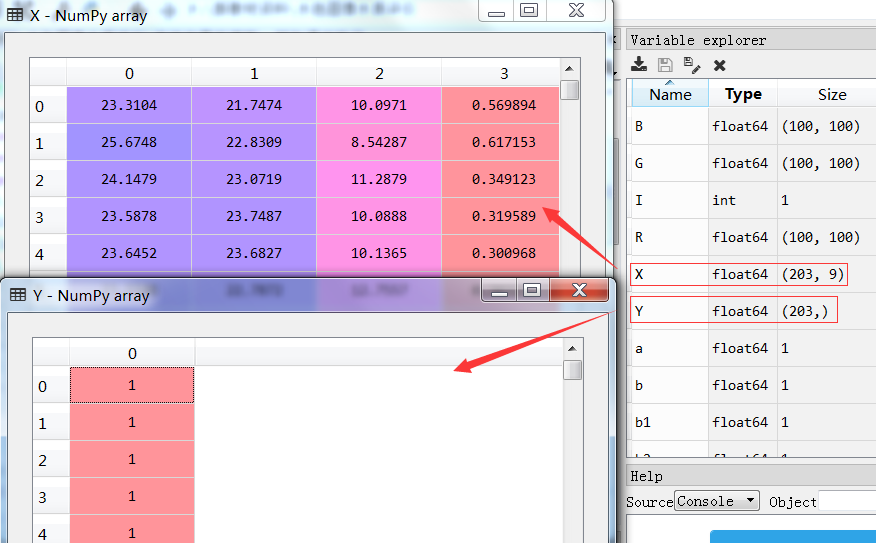 X - NumPy array
0 1 2 3
0 23.3104 21.7474 10.0971 0.569894
1 25.6748 22.8309 8.54287 0.617153
2 24.1479 23.0719 11.2879 0.349123
3 23.5878 23.7487 10.0888 0.319589
4 23.6452 23.6827 10.1365 0.300968
Y - NumPy array
0
0 1
1 1
2 1
3 1
4 1
Variable explorer
Name Type Size
B float64 (100, 100)
G float64 (100, 100)
I int 1
R float64 (100, 100)
X float64 (203, 9)
Y float64 (203,)
a float64 1
b float64 1
b1 float64 1
float64 1
Help
Source Console Object